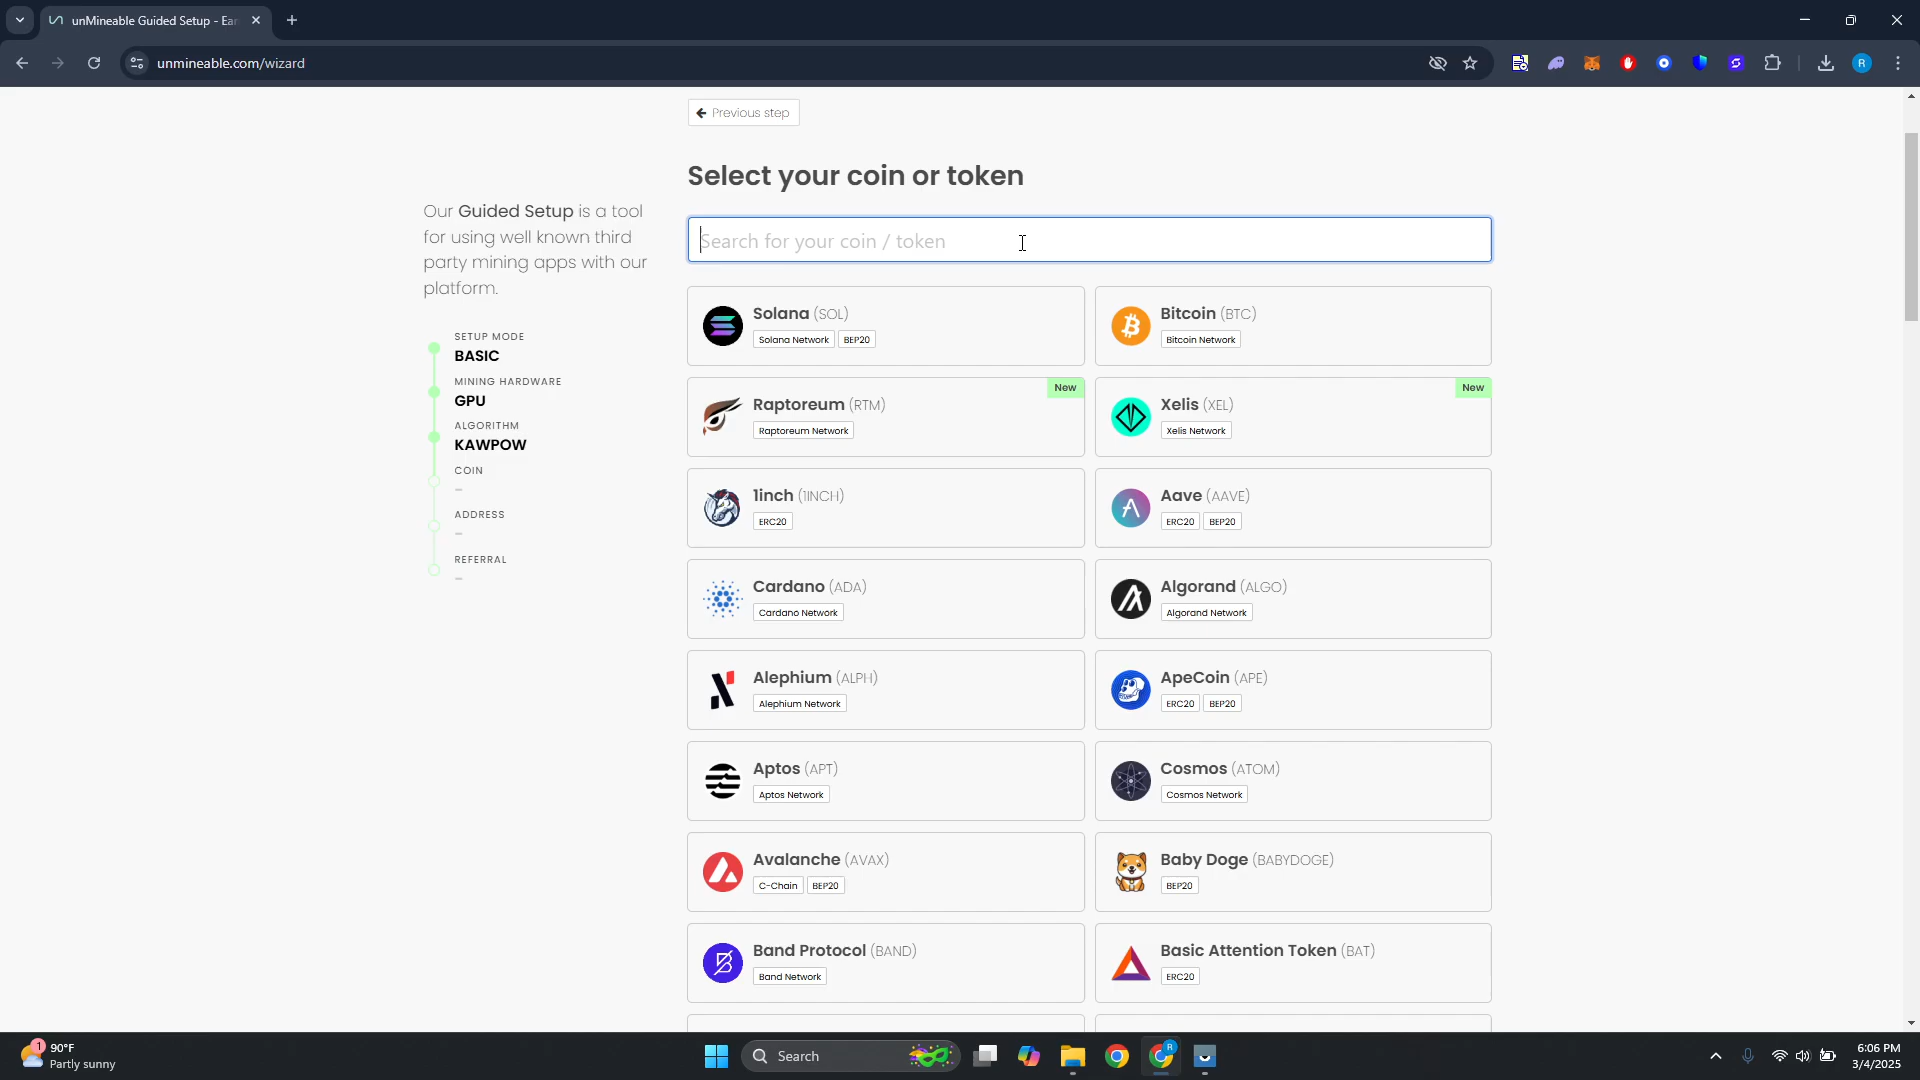 unMineable Guided Setup - Ear
unmineable.com/wizard
R
Previous step
Select your coin or token
Search for your coin / token
Our Guided Setup is a tool
for using well known third
party mining apps with our
platform.
SETUP MODE
BASIC
MINING HARDWARE
GPU
ALGORITHM
KAWPOW
COIN
-
ADDRESS
-
REFERRAL
-
Solana (SOL)
Solana Network BEP20
Bitcoin (BTC)
Bitcoin Network
New
Raptoreum (RTM)
Raptoreum Network
New
Xelis (XEL)
Xelis Network
1inch (1INCH)
ERC20
Aave (AAVE)
ERC20 BEP20
Cardano (ADA)
Cardano Network
Algorand (ALGO)
Algorand Network
Alephium (ALPH)
Alephium Network
ApeCoin (APE)
ERC20 BEP20
Aptos (APT)
Aptos Network
Cosmos (ATOM)
Cosmos Network
Avalanche (AVAX)
C-Chain BEP20
Baby Doge (BABYDOGE)
BEP20
Band Protocol (BAND)
Band Network
Basic Attention Token (BAT)
ERC20
1
90°F
Partly sunny
Search
R
6:06 PM
3/4/2025